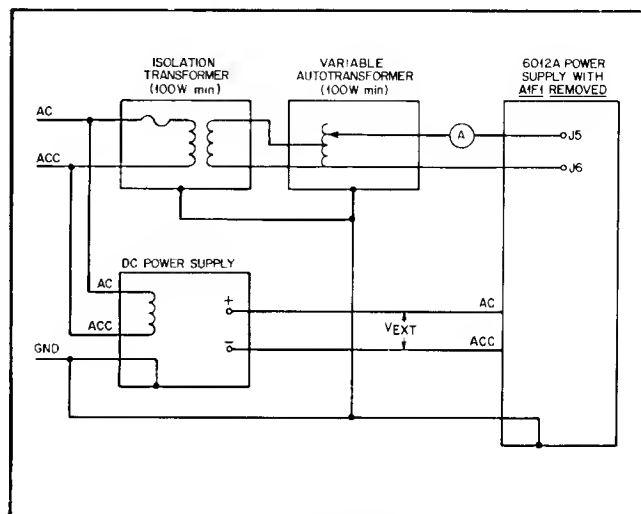 ISOLATION
TRANSFORMER
(100W min)
VARIABLE
AUTOTRANSFORMER
(100W min)
6012A POWER
SUPPLY WITH
A1F1 REMOVED
AC
ACC
A
J5
J6
DC POWER SUPPLY
AC
ACC
+
−
VEXT
AC
ACC
GND